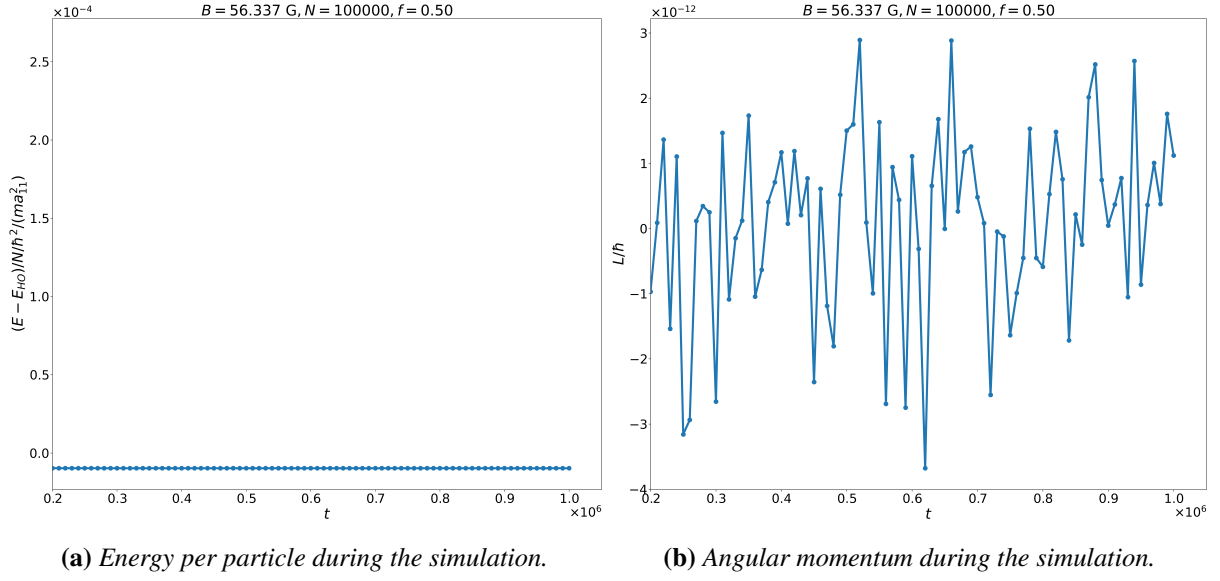 ×10⁻⁴
B = 56.337 G, N = 100000, f = 0.50
2.5
2.0
1.5
1.0
0.5
0.0
(E − E_HO)/N/ħ²/(ma²₁₁)
0.2 0.3 0.4 0.5 0.6 0.7 0.8 0.9 1.0
×10⁶
t
(a) Energy per particle during the simulation.
×10⁻¹²
B = 56.337 G, N = 100000, f = 0.50
3
2
1
0
−1
−2
−3
−4
L/ħ
0.2 0.3 0.4 0.5 0.6 0.7 0.8 0.9 1.0
×10⁶
t
(b) Angular momentum during the simulation.